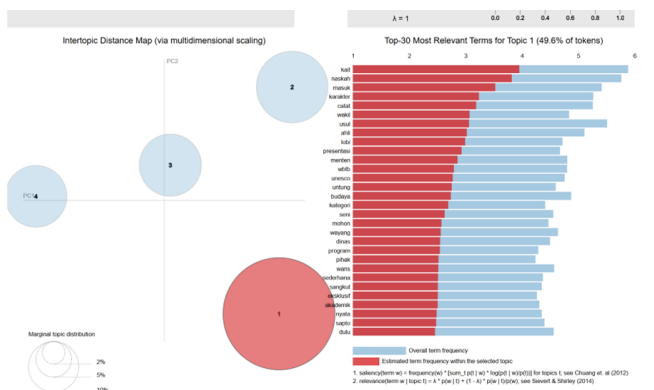 λ = 1
0.0 0.2 0.4 0.6 0.8 1.0
Intertopic Distance Map (via multidimensional scaling)
PC2
2
3
4
1
Marginal topic distribution
2%
5%
10%
Top-30 Most Relevant Terms for Topic 1 (49.6% of tokens)
1 2 3 4 5 6
kait
naskah
masuk
karakter
catat
wakil
usul
ahli
lobi
presentasi
menteri
wbtb
unesco
untung
budaya
kategori
seni
mohon
wayang
dinas
program
pihak
waris
sederhana
sangkut
eksklusif
akademik
nyata
sapto
dulu
Overall term frequency
Estimated term frequency within the selected topic
1. saliency(term w) = frequency(w) * [sum_t p(t | w) * log(p(t | w)/p(t))] for topics t; see Chuang et. al (2012)
2. relevance(term w | topic t) = λ * p(w | t) + (1 - λ) * p(w | t)/p(w); see Sievert & Shirley (2014)